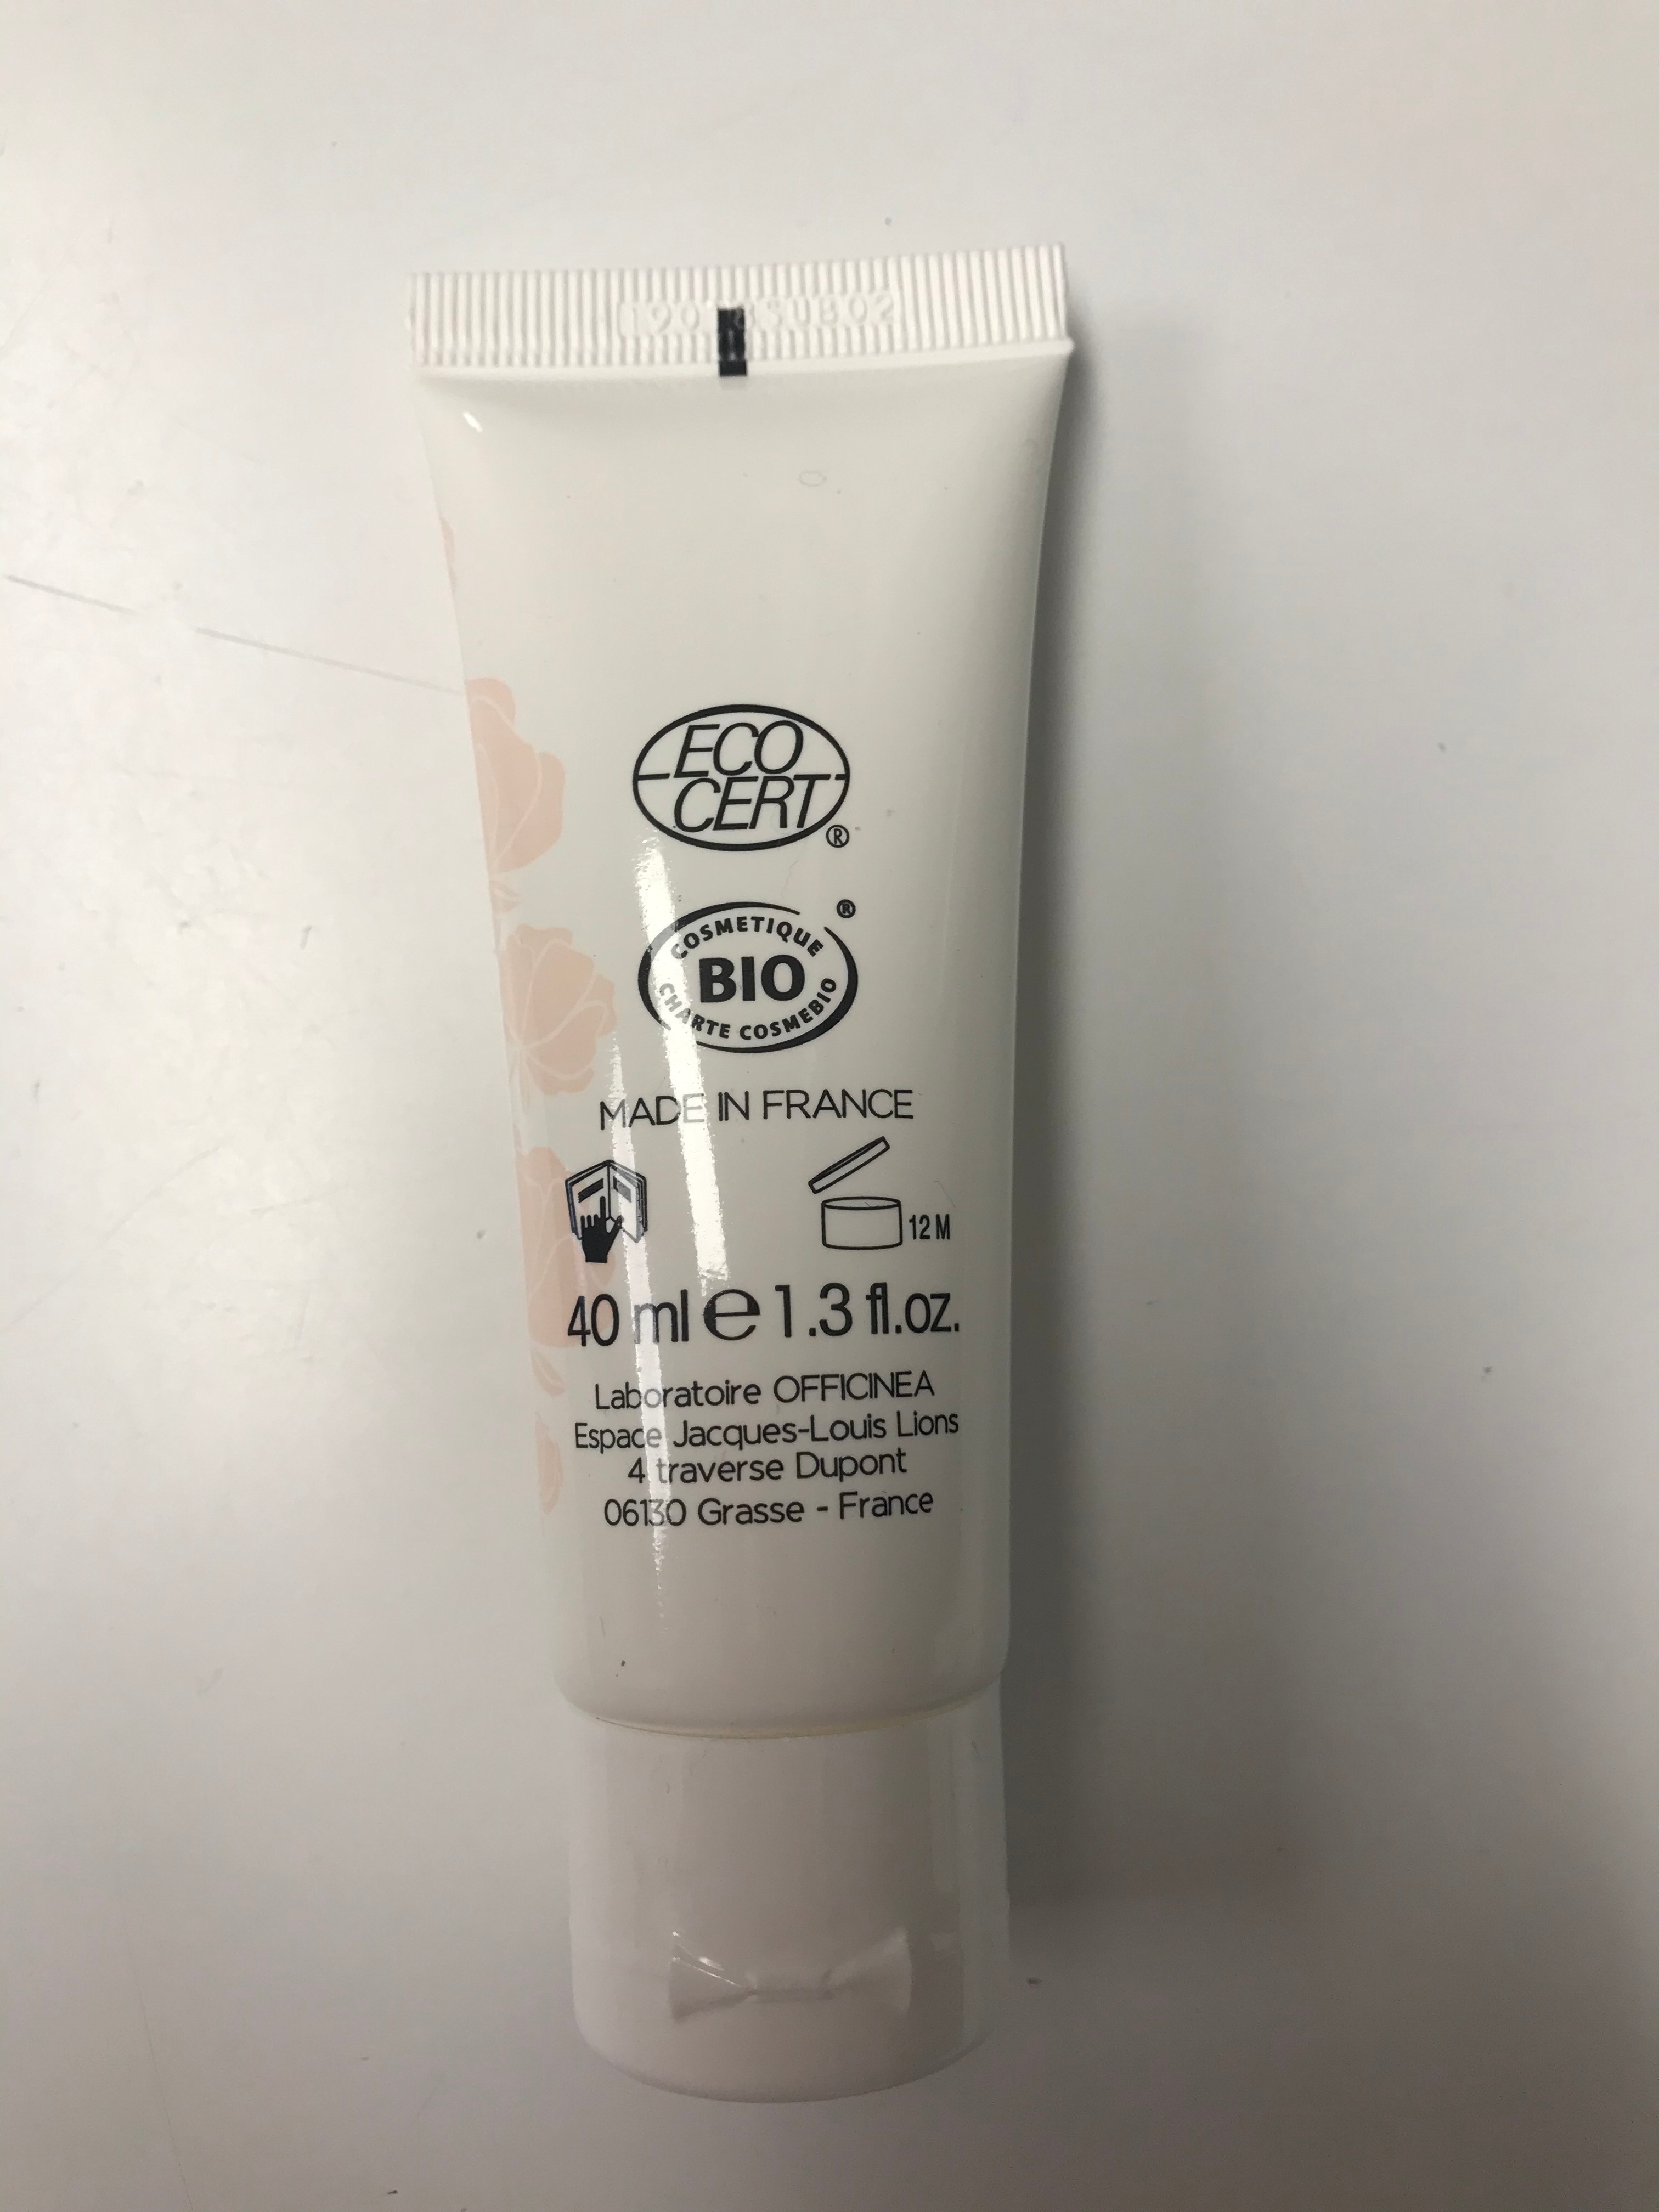 ECO
CERT
®
®
COSMETIQUE
BIO
CHARTE COSMEBIO
MADE IN FRANCE
12 M
40 ml e 1.3 fl.oz.
Laboratoire OFFICINEA
Espace Jacques-Louis Lions
4 traverse Dupont
06130 Grasse - France